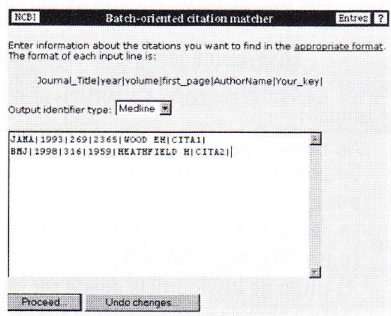 NCBI Batch-oriented citation matcher Entrez ?
Enter information about the citations you want to find in the appropriate format.
The format of each input line is:
Journal_Title|year|volume|first_page|AuthorName|Your_key|
Output identifier type: Medline
JAMA|1993|269|2365|WOOD EH|CITA1|
BMJ|1998|316|1959|HEATHFIELD H|CITA2|
Proceed... Undo changes...